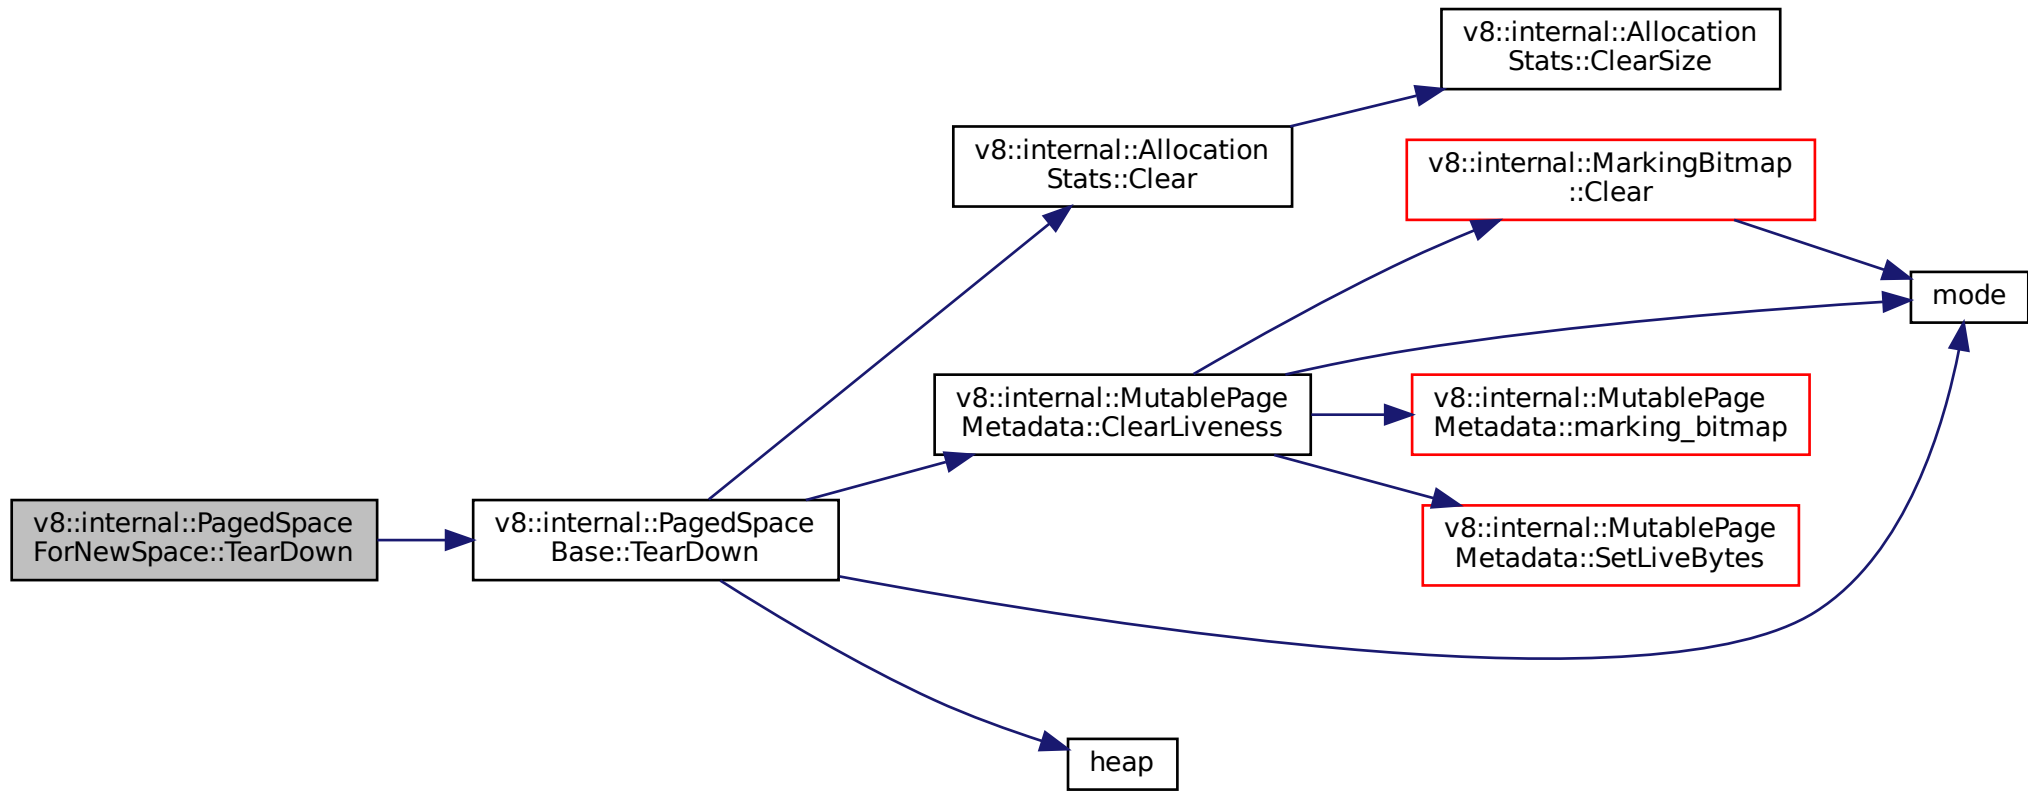 v8::internal::PagedSpace
ForNewSpace::TearDown
v8::internal::PagedSpace
Base::TearDown
v8::internal::Allocation
Stats::Clear
v8::internal::Allocation
Stats::ClearSize
v8::internal::MutablePage
Metadata::ClearLiveness
v8::internal::MarkingBitmap
::Clear
mode
v8::internal::MutablePage
Metadata::marking_bitmap
v8::internal::MutablePage
Metadata::SetLiveBytes
heap